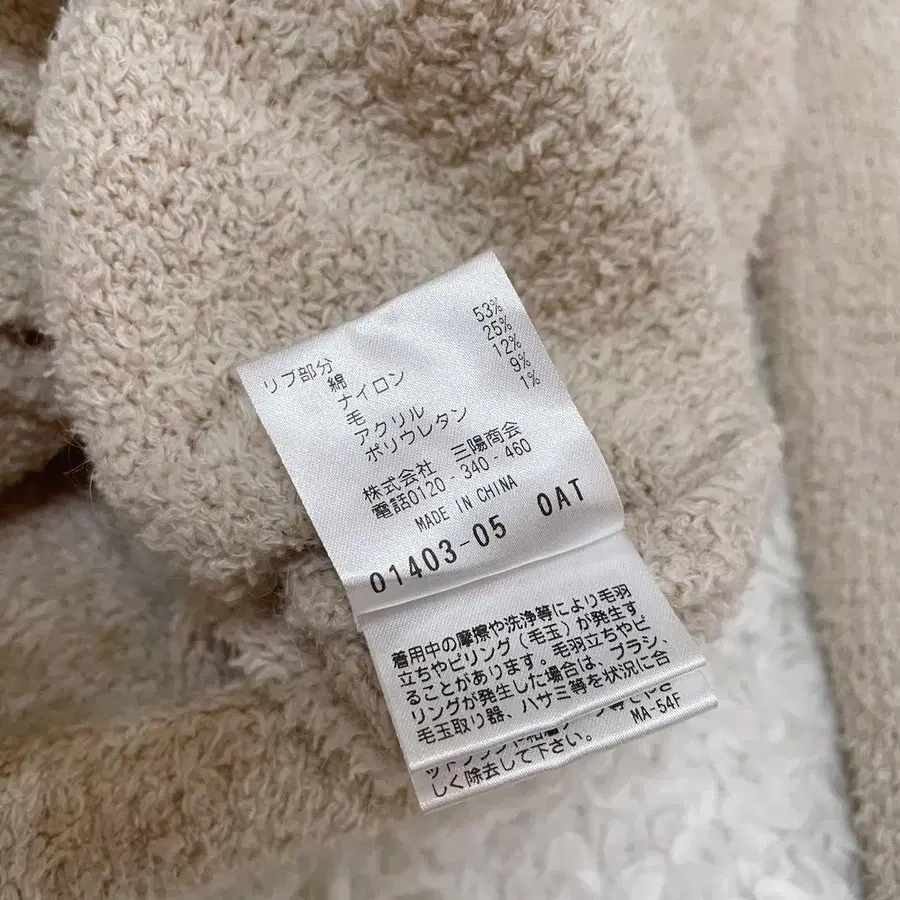 リブ部分
綿 53%
ナイロン 25%
毛 12%
アクリル 9%
ポリウレタン 1%
株式会社 三陽商会
電話0120-340-460
MADE IN CHINA
01403-05 0AT
着用中の摩擦や洗浄等により毛羽
立ちやピリング(毛玉)が発生す
ることがあります。毛羽立ちやピ
リングが発生した場合は、ブラシ、
毛玉取り器、ハサミ等を状況に合
MA-54F
しく除去して下さい。